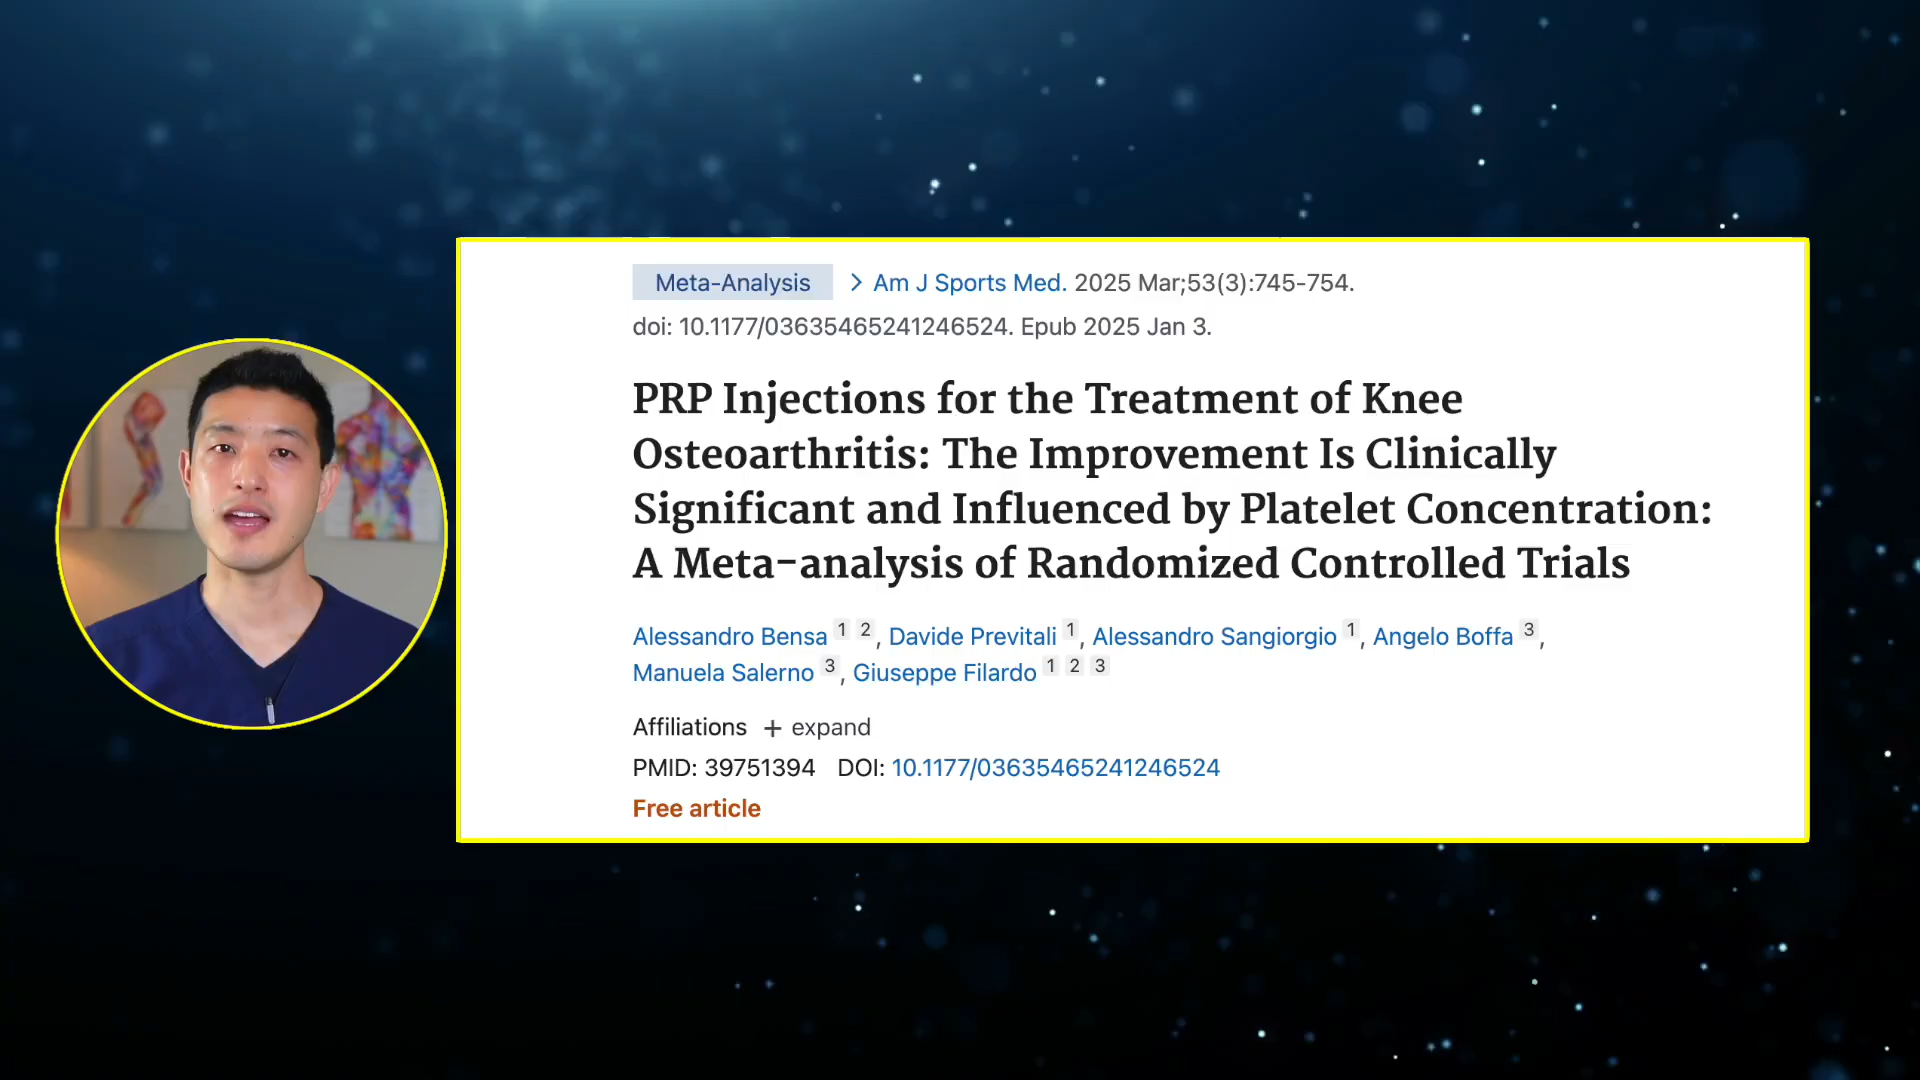 Meta-Analysis > Am J Sports Med. 2025 Mar;53(3):745-754.
doi: 10.1177/03635465241246524. Epub 2025 Jan 3.
PRP Injections for the Treatment of Knee
Osteoarthritis: The Improvement Is Clinically
Significant and Influenced by Platelet Concentration:
A Meta-analysis of Randomized Controlled Trials
Alessandro Bensa 1 2, Davide Previtali 1, Alessandro Sangiorgio 1, Angelo Boffa 3,
Manuela Salerno 3, Giuseppe Filardo 1 2 3
Affiliations + expand
PMID: 39751394 DOI: 10.1177/03635465241246524
Free article